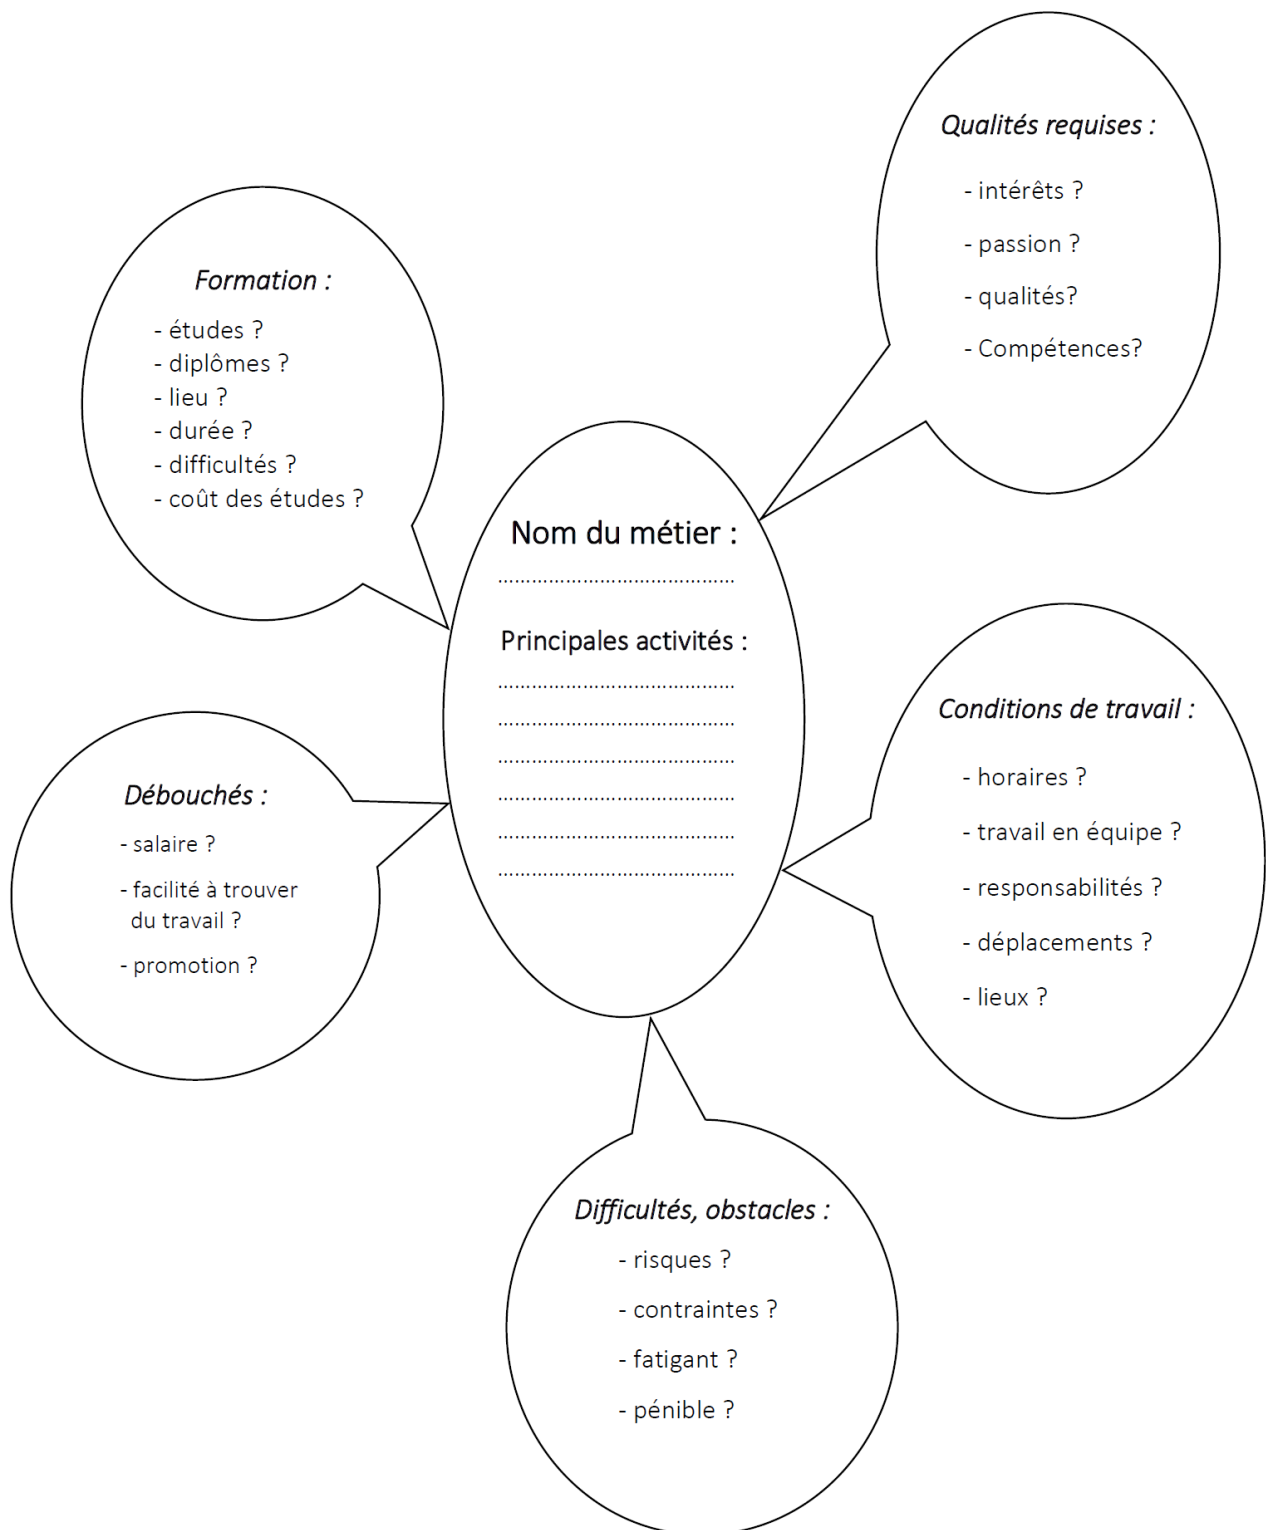 Qualités requises :
- intérêts ?
- passion ?
- qualités?
- Compétences?
Formation :
- études ?
- diplômes ?
- lieu ?
- durée ?
- difficultés ?
- coût des études ?
Nom du métier :
..........................................
Principales activités :
..........................................
..........................................
..........................................
..........................................
..........................................
..........................................
Conditions de travail :
- horaires ?
- travail en équipe ?
- responsabilités ?
- déplacements ?
- lieux ?
Débouchés :
- salaire ?
- facilité à trouver
du travail ?
- promotion ?
Difficultés, obstacles :
- risques ?
- contraintes ?
- fatigant ?
- pénible ?